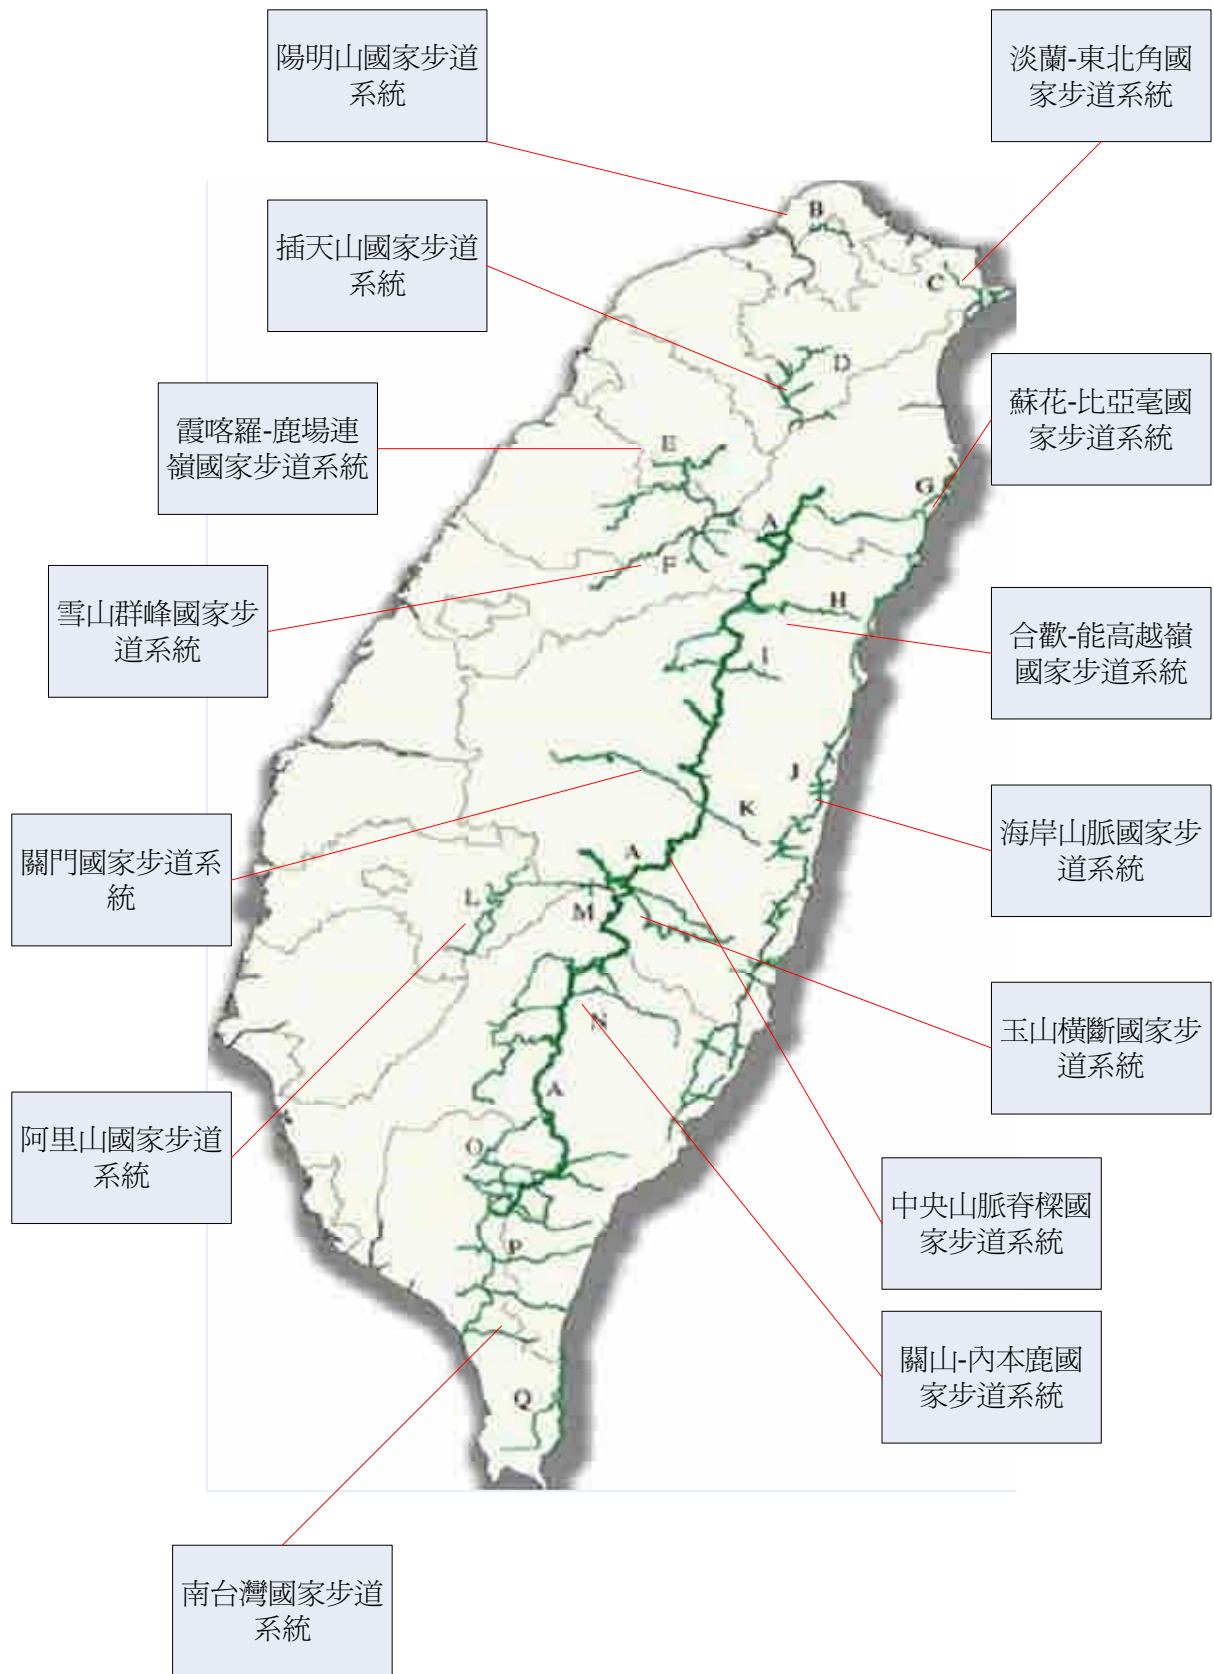 陽明山國家步道
系統
淡蘭-東北角國
家步道系統
插天山國家步道
系統
B
C
D
霞喀羅-鹿場連
嶺國家步道系統
蘇花-比亞毫國
家步道系統
E
G
A
F
雪山群峰國家步
道系統
H
合歡-能高越嶺
國家步道系統
I
J
K
關門國家步道系
統
海岸山脈國家步
道系統
A
L
M
N
玉山橫斷國家步
道系統
A
阿里山國家步道
系統
O
中央山脈脊樑國
家步道系統
P
關山-內本鹿國
家步道系統
Q
南台灣國家步道
系統